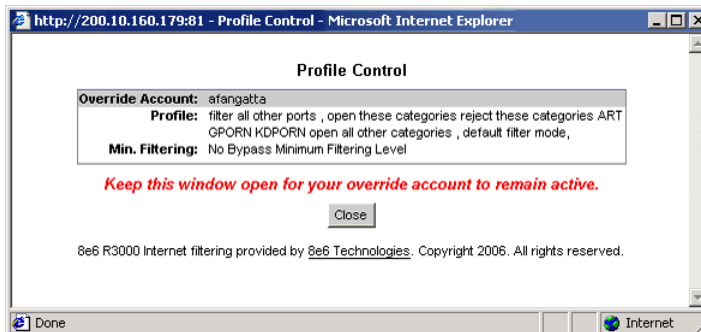 http://200.10.160.179:81 - Profile Control - Microsoft Internet Explorer
Profile Control
Override Account: afangatta
Profile: filter all other ports , open these categories reject these categories ART
GPORN KDPORN open all other categories , default filter mode,
Min. Filtering: No Bypass Minimum Filtering Level
Keep this window open for your override account to remain active.
Close
8e6 R3000 Internet filtering provided by 8e6 Technologies. Copyright 2006. All rights reserved.
Done
Internet